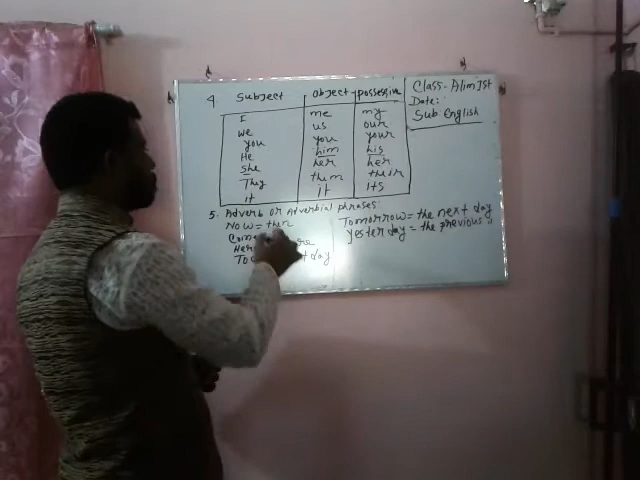 4. Subject Object possessive
I me my
we us our
you you your
He him his
She her her
They them their
it it its
Class- Alim 1st
Date:
Sub English
5. Adverb or Adverbial phrases
Now = then
Here
day
Tomorrow = the next day
yesterday = the previous "